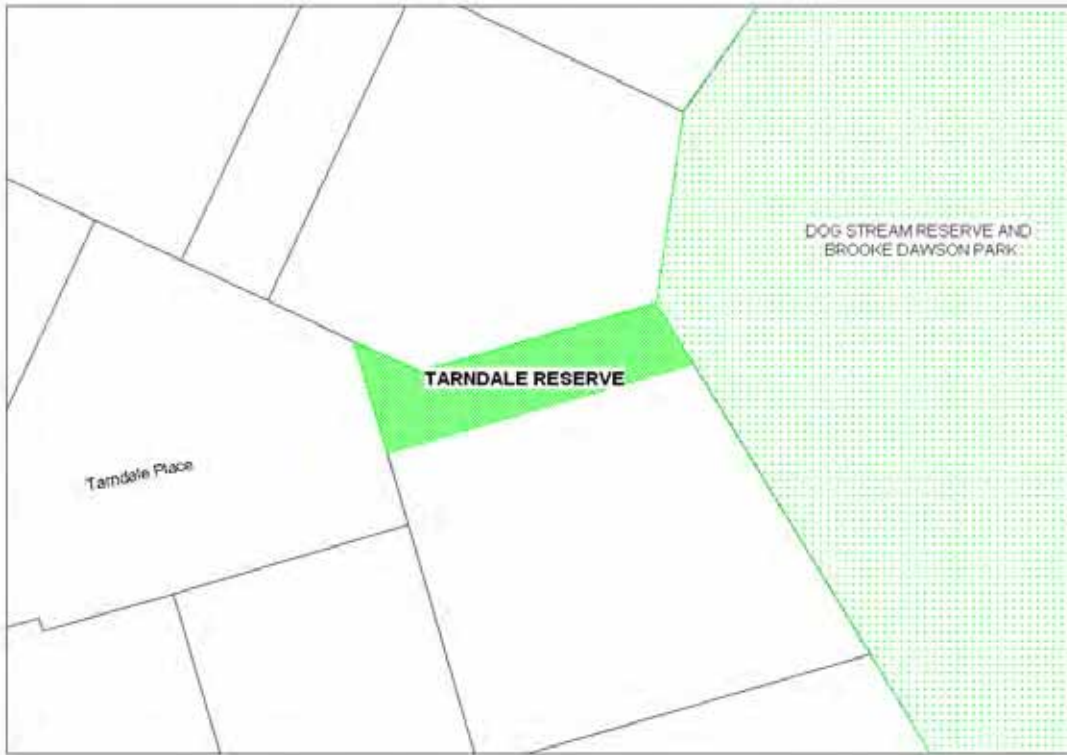 DOG STREAM RESERVE AND
BROOKE DAWSON PARK
TARNDALE RESERVE
Tarndale Place